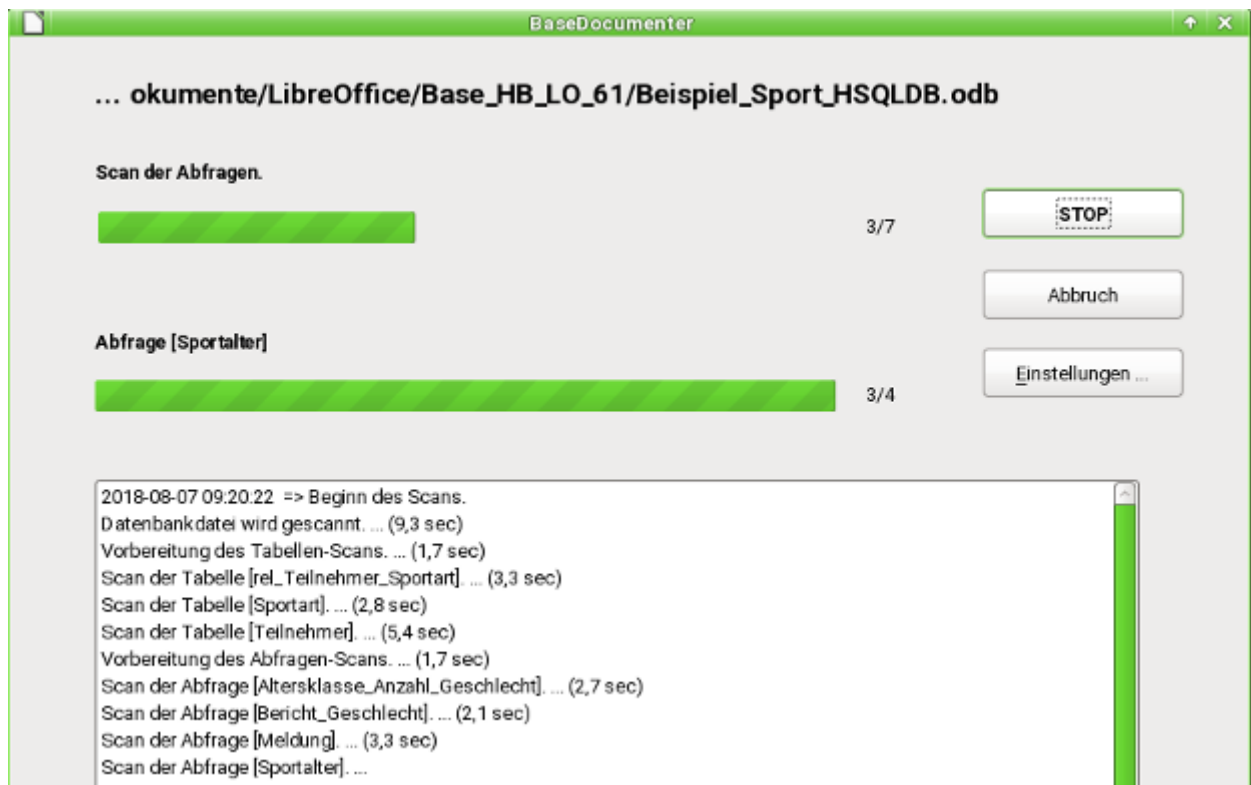 BaseDocumenter
... okumente/LibreOffice/Base_HB_LO_61/Beispiel_Sport_HSQLDB.odb
Scan der Abfragen.
3/7
STOP
Abbruch
Abfrage [Sportalter]
3/4
Einstellungen ...
2018-08-07 09:20:22 => Beginn des Scans.
Datenbankdatei wird gescannt. ... (9,3 sec)
Vorbereitung des Tabellen-Scans. ... (1,7 sec)
Scan der Tabelle [rel_Teilnehmer_Sportart]. ... (3,3 sec)
Scan der Tabelle [Sportart]. ... (2,8 sec)
Scan der Tabelle [Teilnehmer]. ... (5,4 sec)
Vorbereitung des Abfragen-Scans. ... (1,7 sec)
Scan der Abfrage [Altersklasse_Anzahl_Geschlecht]. ... (2,7 sec)
Scan der Abfrage [Bericht_Geschlecht]. ... (2,1 sec)
Scan der Abfrage [Meldung]. ... (3,3 sec)
Scan der Abfrage [Sportalter]. ...